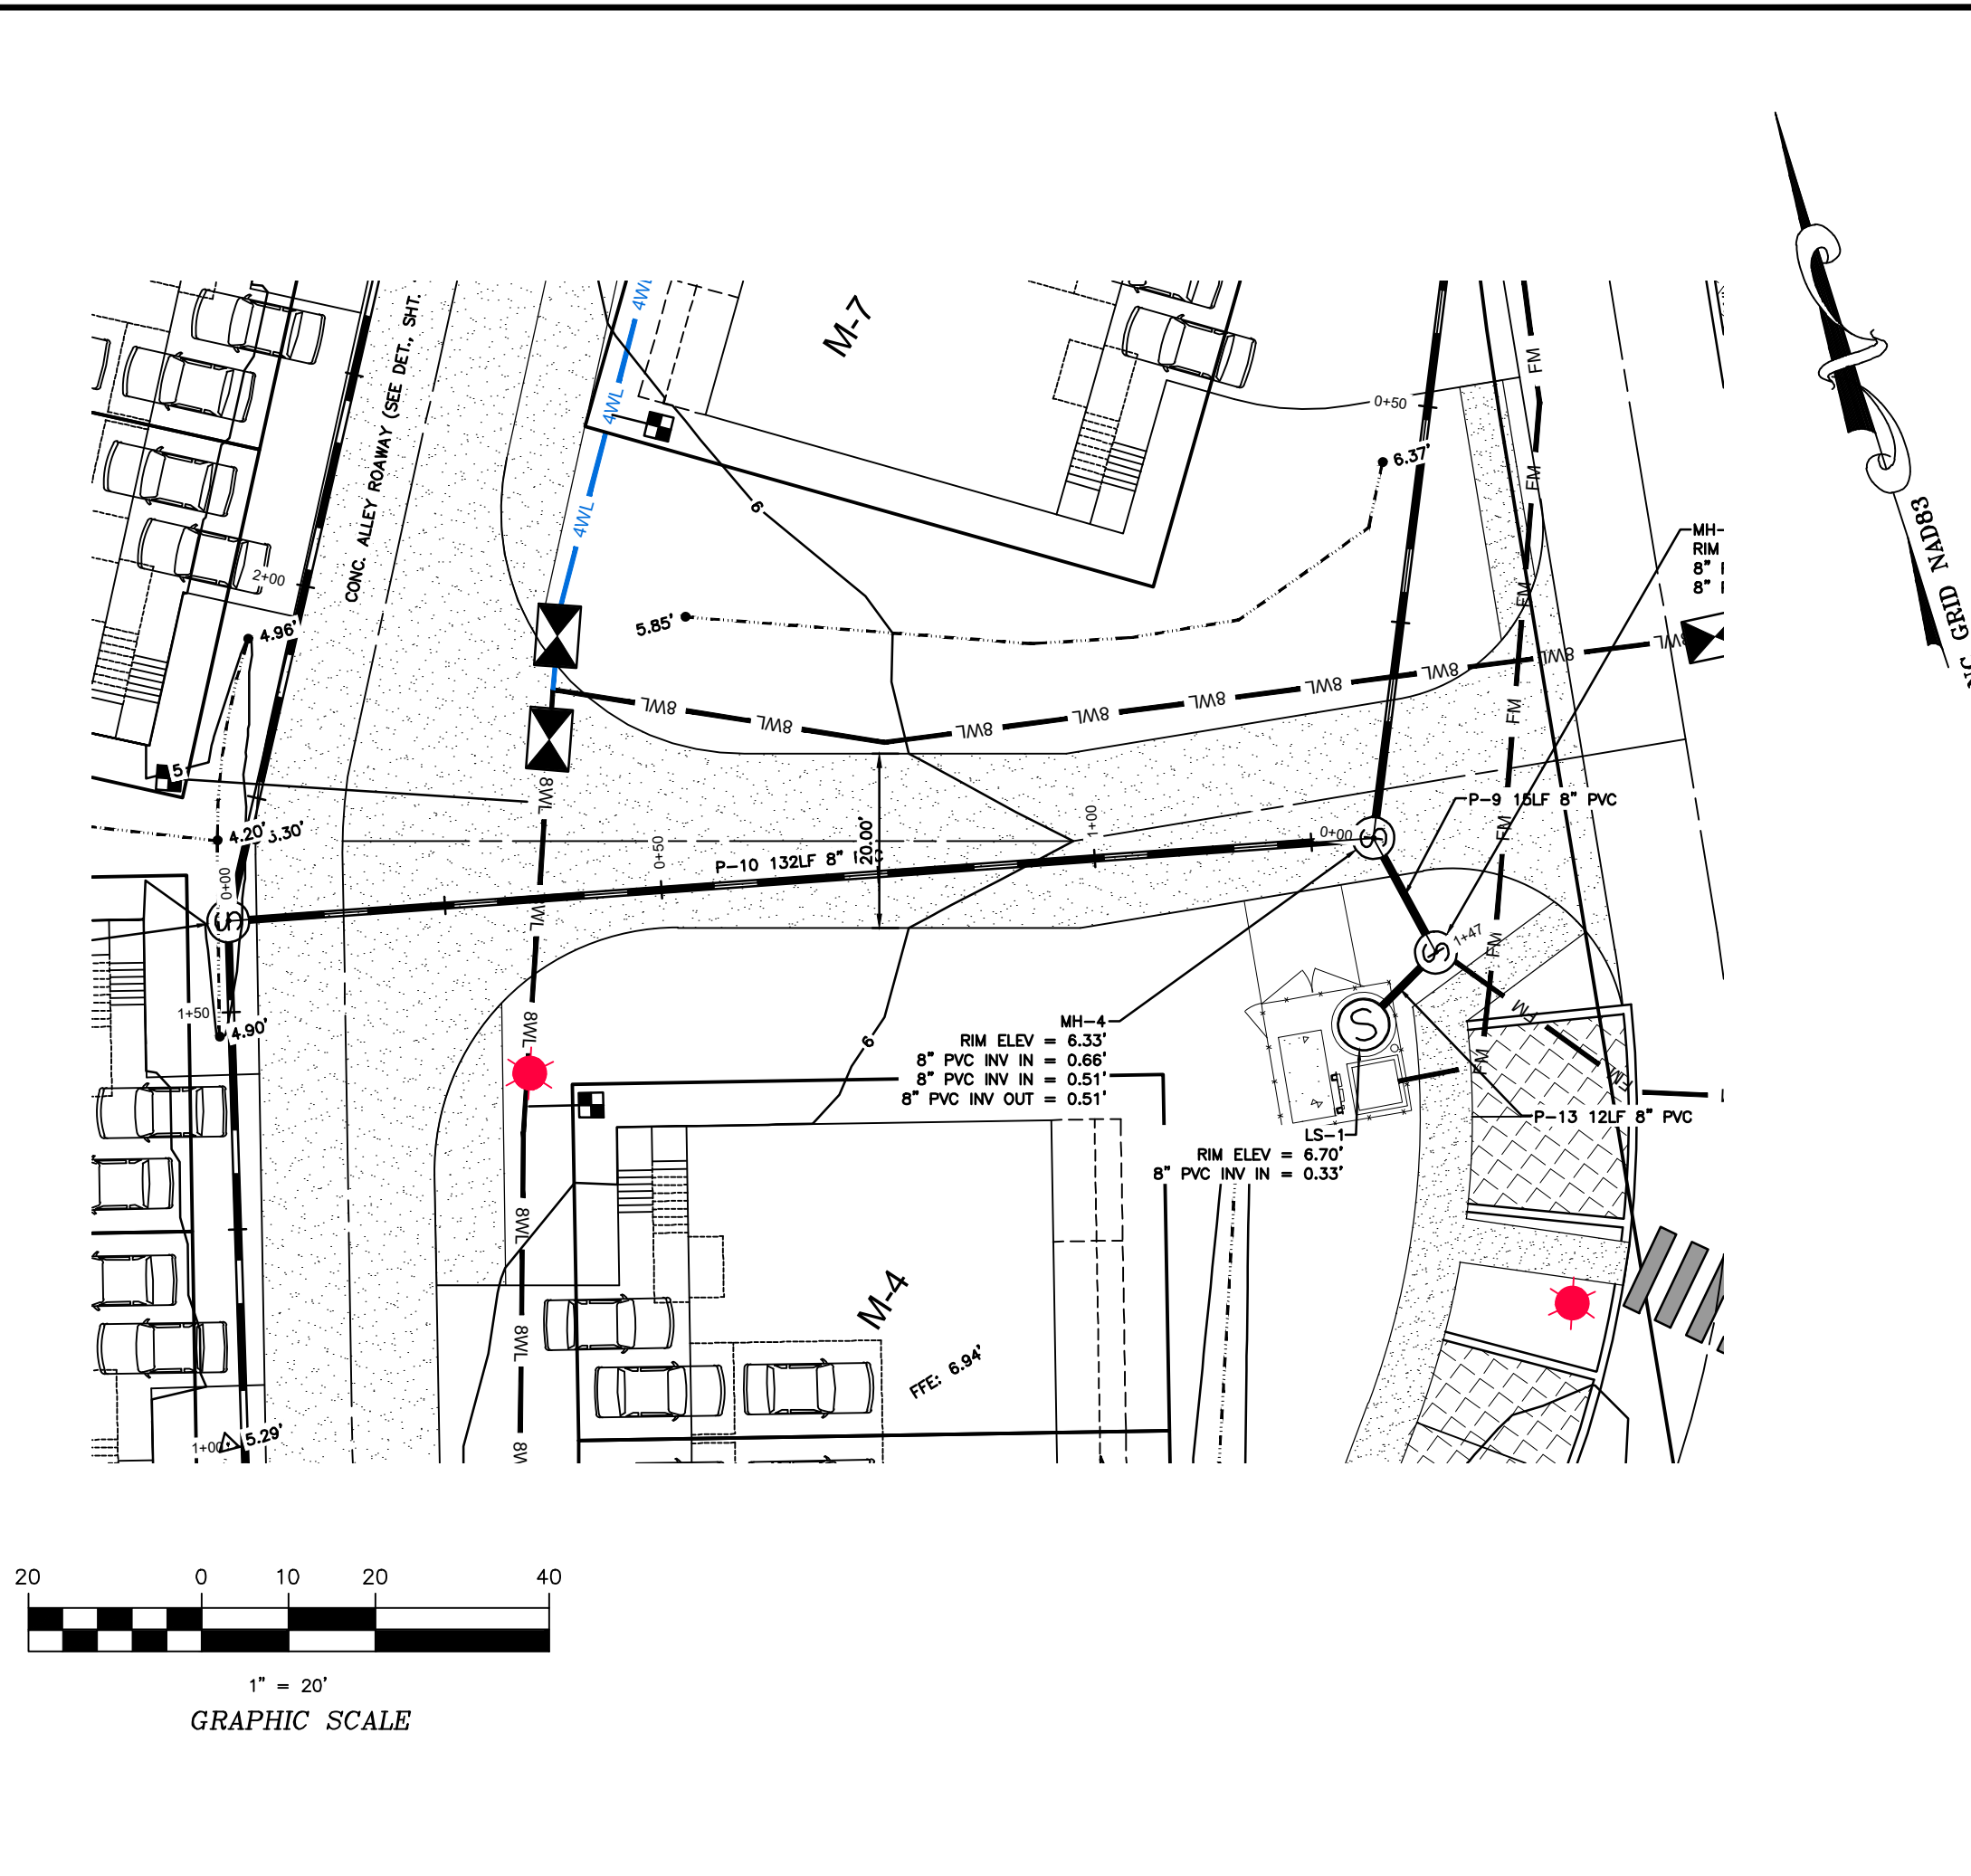 4WL
M-7
4WL
4WL
CONC. ALLEY ROAWAY (SEE DET., SHT.
FM
FM
FM
FM
FM
FM
FM
FM
FM
0+50
6.37'
6
2+00
4.96'
5.85'
MH-
RIM
8"
8"
GRID NAD83
8WL
8WL
8WL
8WL
8WL
8WL
8WL
8WL
8WL
5
8WL
4.20'
0+00
0+50
1+00
20.00'
P-10 132LF 8"
0+00
S
S
P-9 15LF 8" PVC
S
1+47
S
1+50
4.90'
8WL
6
MH-4
RIM ELEV = 6.33'
8" PVC INV IN = 0.66'
8" PVC INV IN = 0.51'
8" PVC INV OUT = 0.51'
P-13 12LF 8" PVC
LS-1
RIM ELEV = 6.70'
8" PVC INV IN = 0.33'
8WL
8WL
M-4
FFE: 6.94'
1+00
5.29'
20 0 10 20 40
1" = 20'
GRAPHIC SCALE